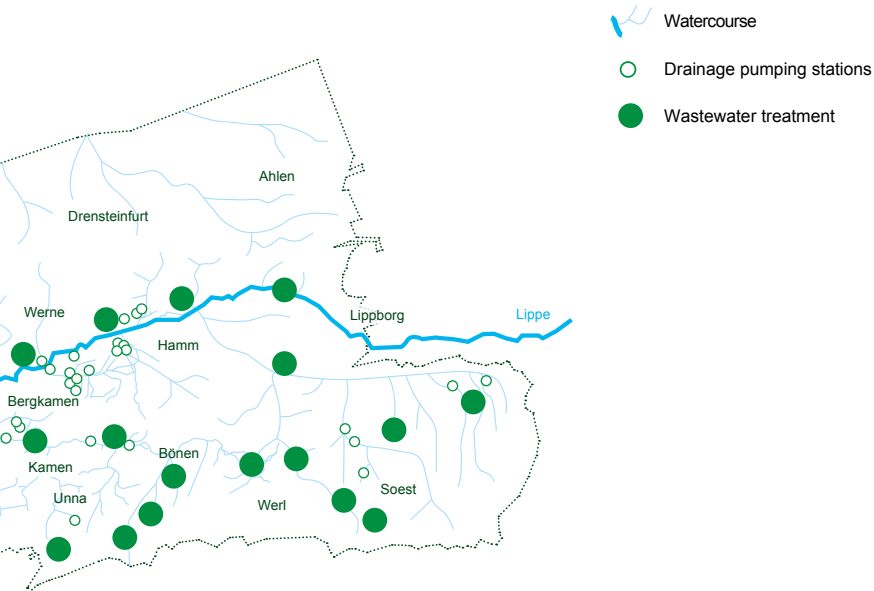 Watercourse
Drainage pumping stations
Wastewater treatment
Ahlen
Drensteinfurt
Werne
Lippborg
Lippe
Hamm
Bergkamen
Bönen
Kamen
Unna
Soest
Werl